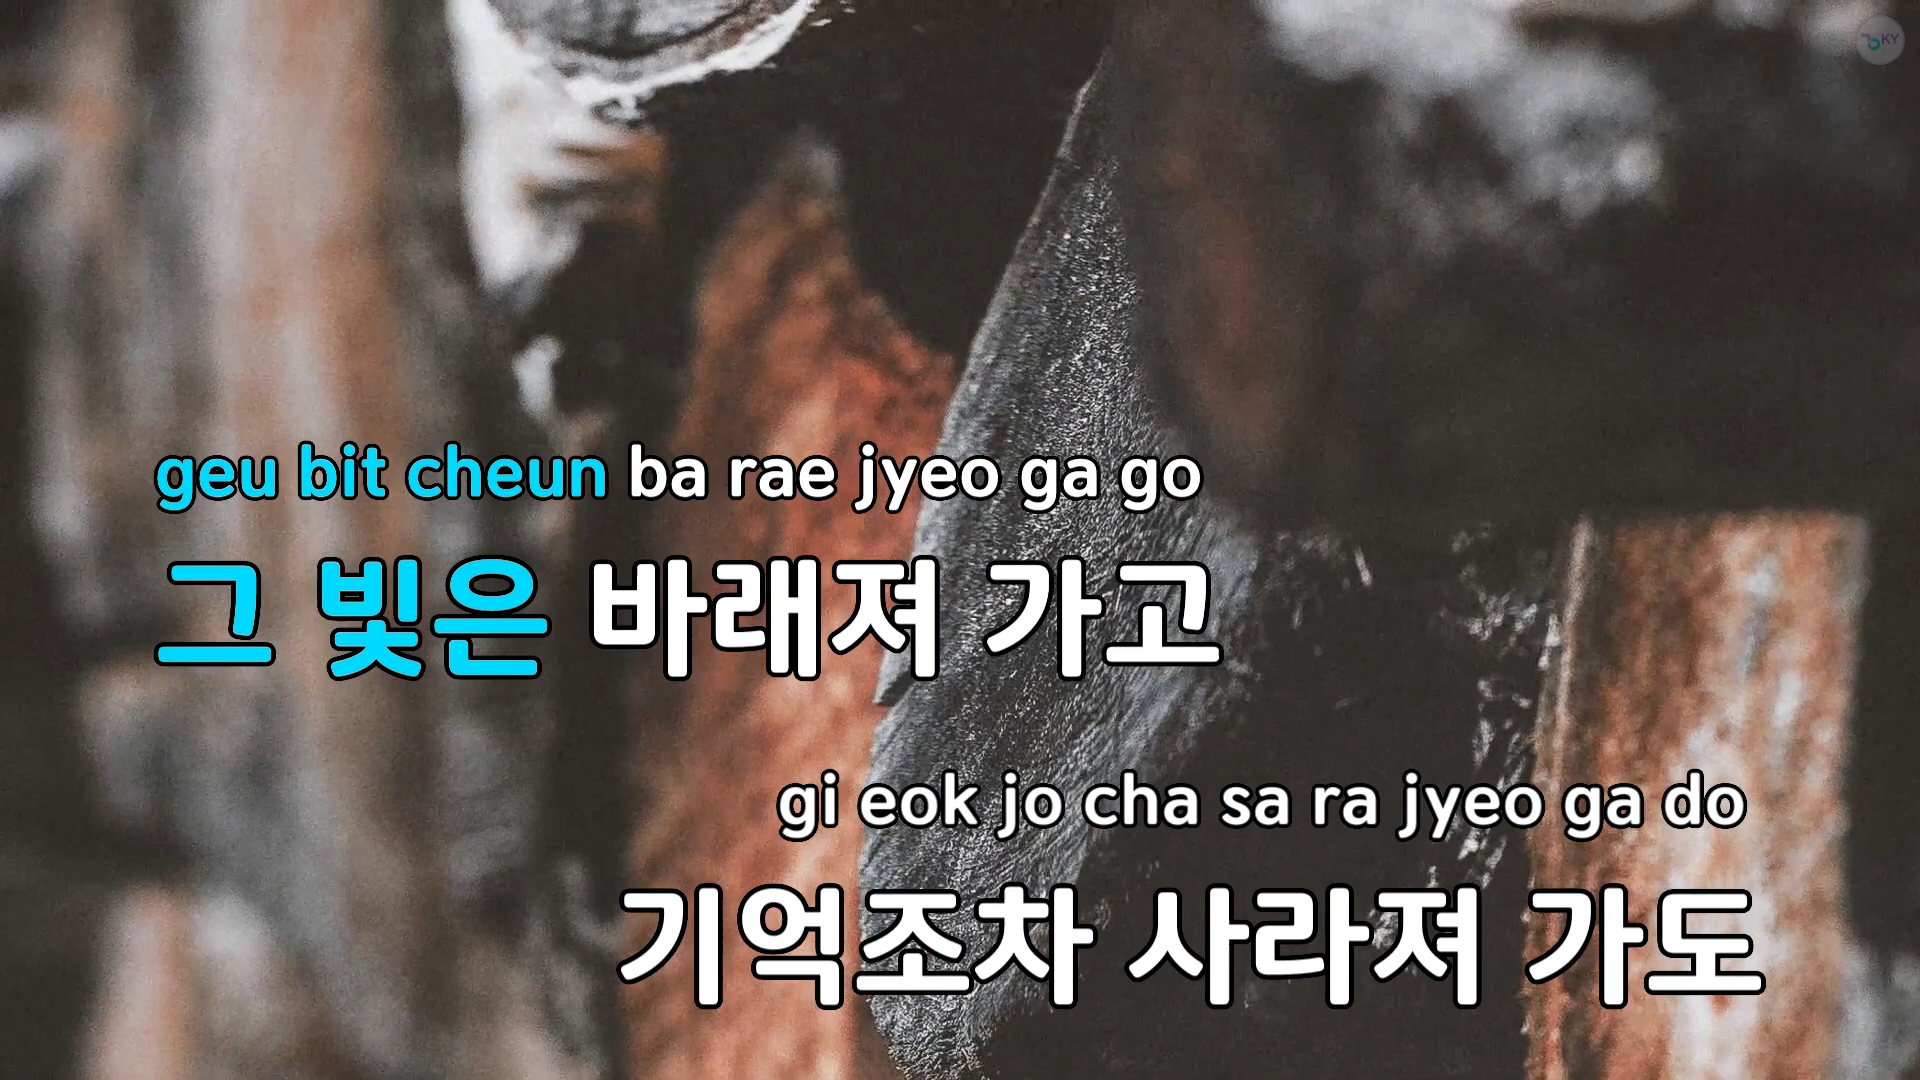 KY
geu bit cheun ba rae jyeo ga go
그 빛은 바래져 가고
gi eok jo cha sa ra jyeo ga do
기억조차 사라져 가도